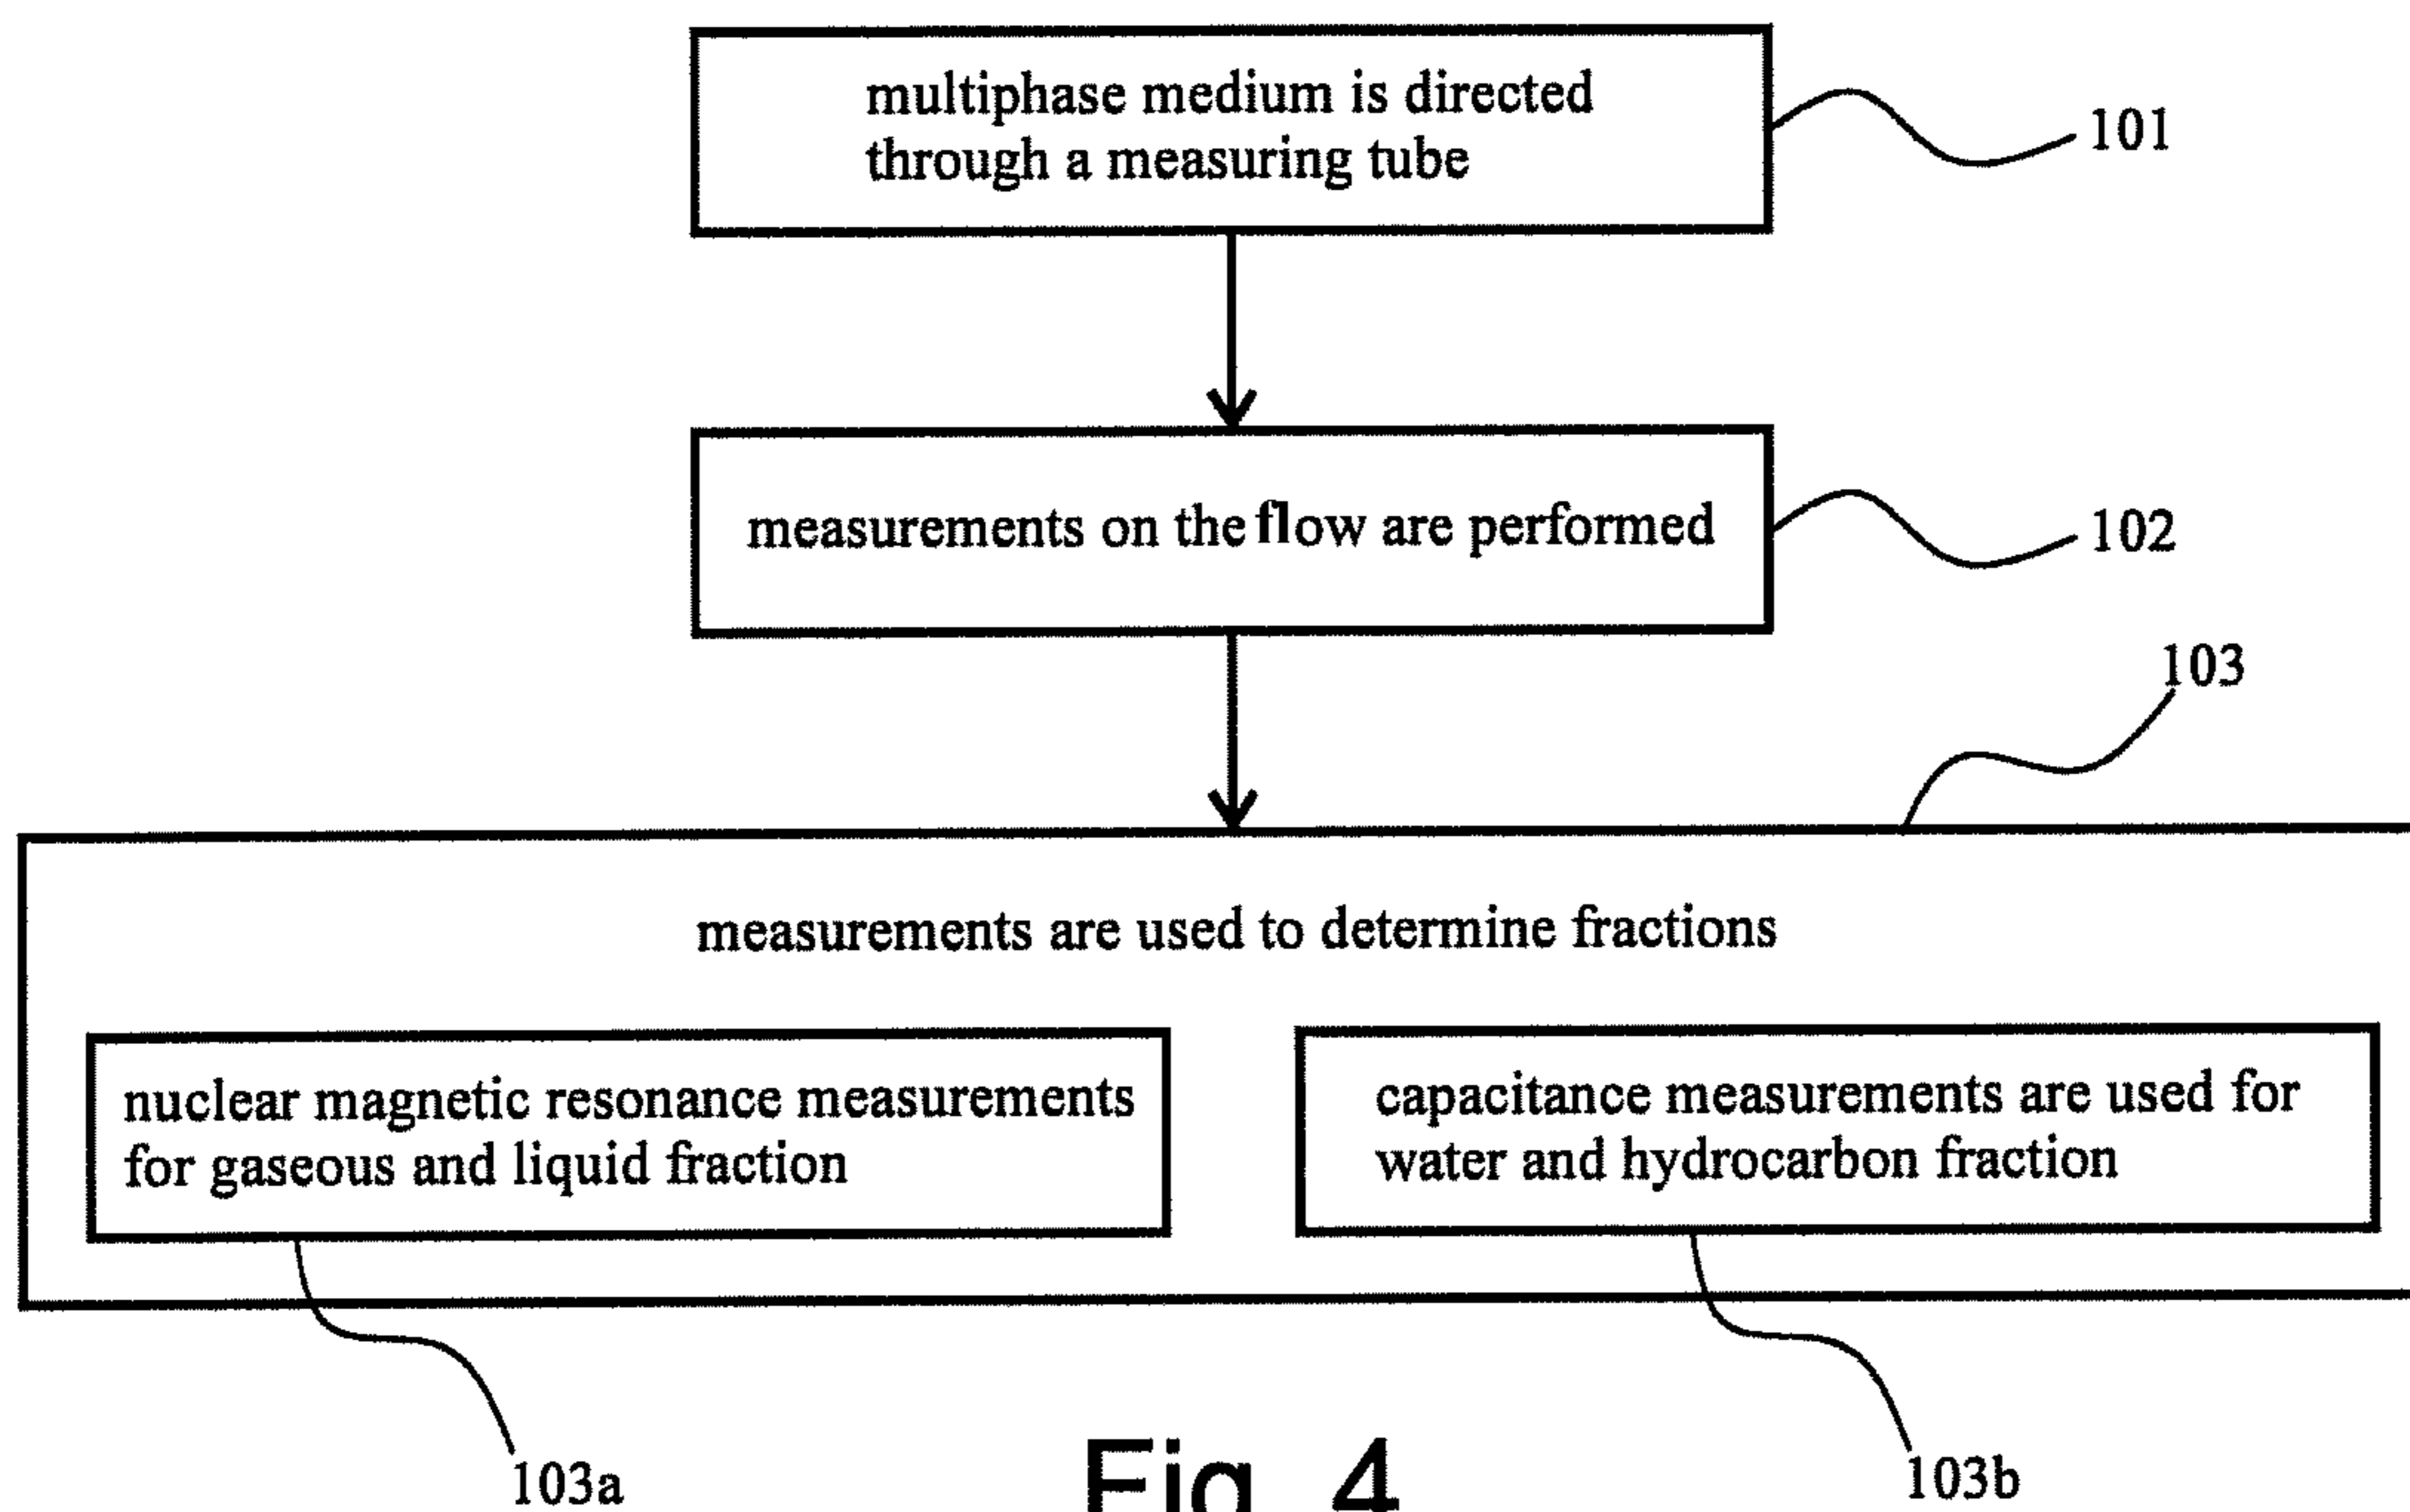 multiphase medium is directed
through a measuring tube
101
measurements on the flow are performed
102
103
measurements are used to determine fractions
nuclear magnetic resonance measurements
for gaseous and liquid fraction
capacitance measurements are used for
water and hydrocarbon fraction
103a
103b
Fig. 4